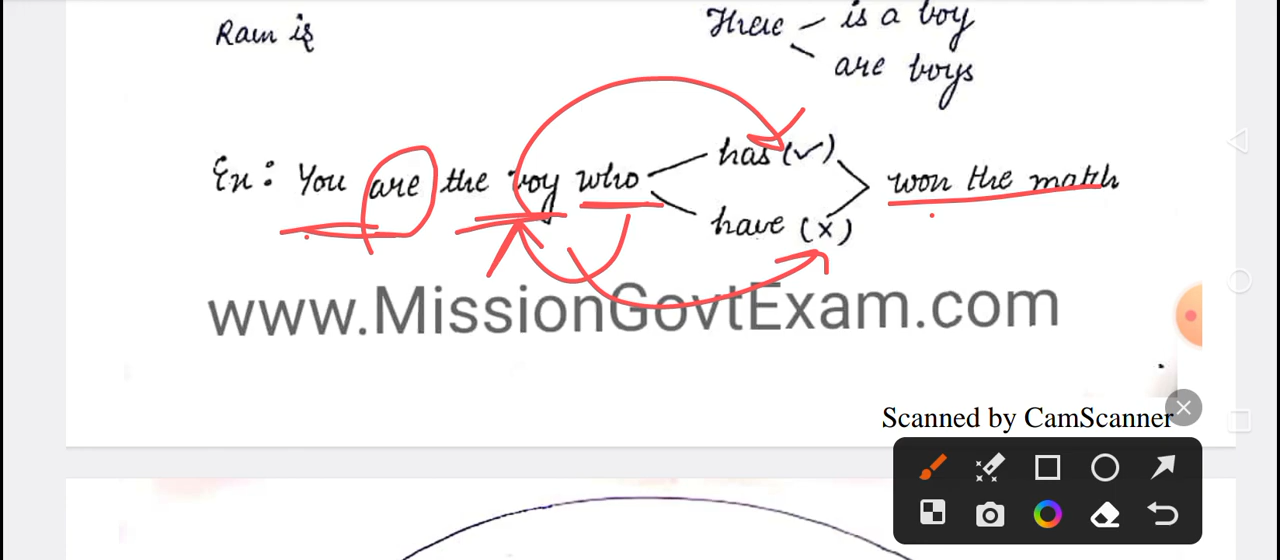 Ram is
There — is a boy
are boys
Ex: You are the boy who has (✓) won the match
have (x)
www.MissionGovtExam.com
Scanned by CamScanner